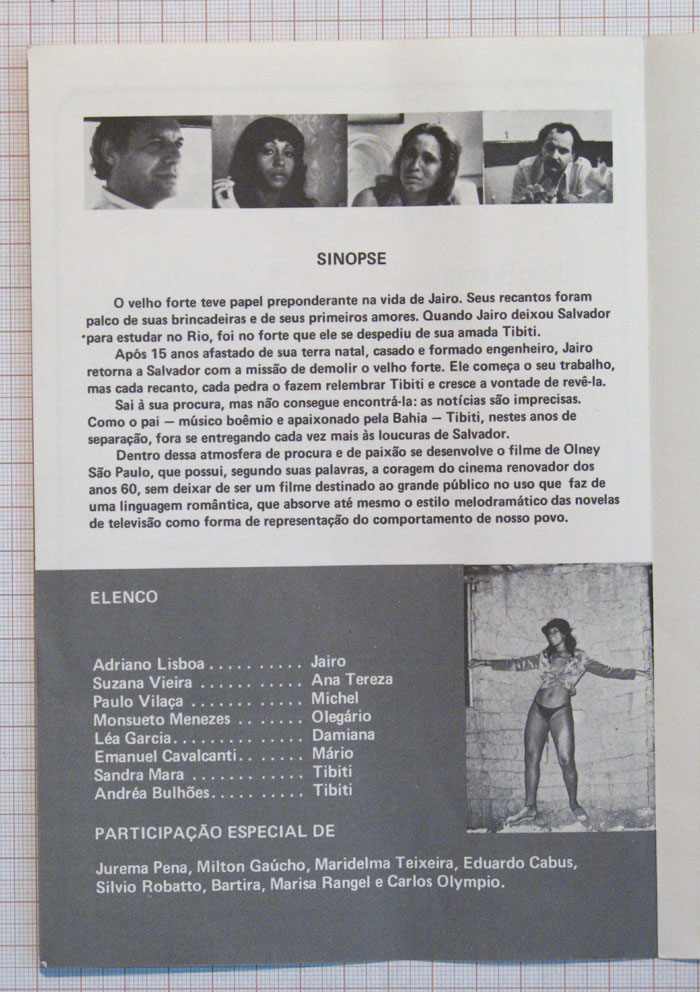 SINOPSE
O velho forte teve papel preponderante na vida de Jairo. Seus recantos foram
palco de suas brincadeiras e de seus primeiros amores. Quando Jairo deixou Salvador
para estudar no Rio, foi no forte que ele se despediu de sua amada Tibiti.
Após 15 anos afastado de sua terra natal, casado e formado engenheiro, Jairo
retorna a Salvador com a missão de demolir o velho forte. Ele começa o seu trabalho,
mas cada recanto, cada pedra o fazem relembrar Tibiti e cresce a vontade de revê-la.
Sai à sua procura, mas não consegue encontrá-la: as notícias são imprecisas.
Como o pai — músico boêmio e apaixonado pela Bahia — Tibiti, nestes anos de
separação, fora se entregando cada vez mais às loucuras de Salvador.
Dentro dessa atmosfera de procura e de paixão se desenvolve o filme de Olney
São Paulo, que possui, segundo suas palavras, a coragem do cinema renovador dos
anos 60, sem deixar de ser um filme destinado ao grande público no uso que faz de
uma linguagem romântica, que absorve até mesmo o estilo melodramático das novelas
de televisão como forma de representação do comportamento de nosso povo.
ELENCO
Adriano Lisboa . . . . . . . . . . Jairo
Suzana Vieira . . . . . . . . . . . Ana Tereza
Paulo Vilaça . . . . . . . . . . . . Michel
Monsueto Menezes . . . . . . . Olegário
Léa Garcia. . . . . . . . . . . . . Damiana
Emanuel Cavalcanti. . . . . . . Mário
Sandra Mara . . . . . . . . . . . . Tibiti
Andréa Bulhões. . . . . . . . . . Tibiti
PARTICIPAÇÃO ESPECIAL DE
Jurema Pena, Milton Gaúcho, Maridelma Teixeira, Eduardo Cabus,
Silvio Robatto, Bartira, Marisa Rangel e Carlos Olympio.